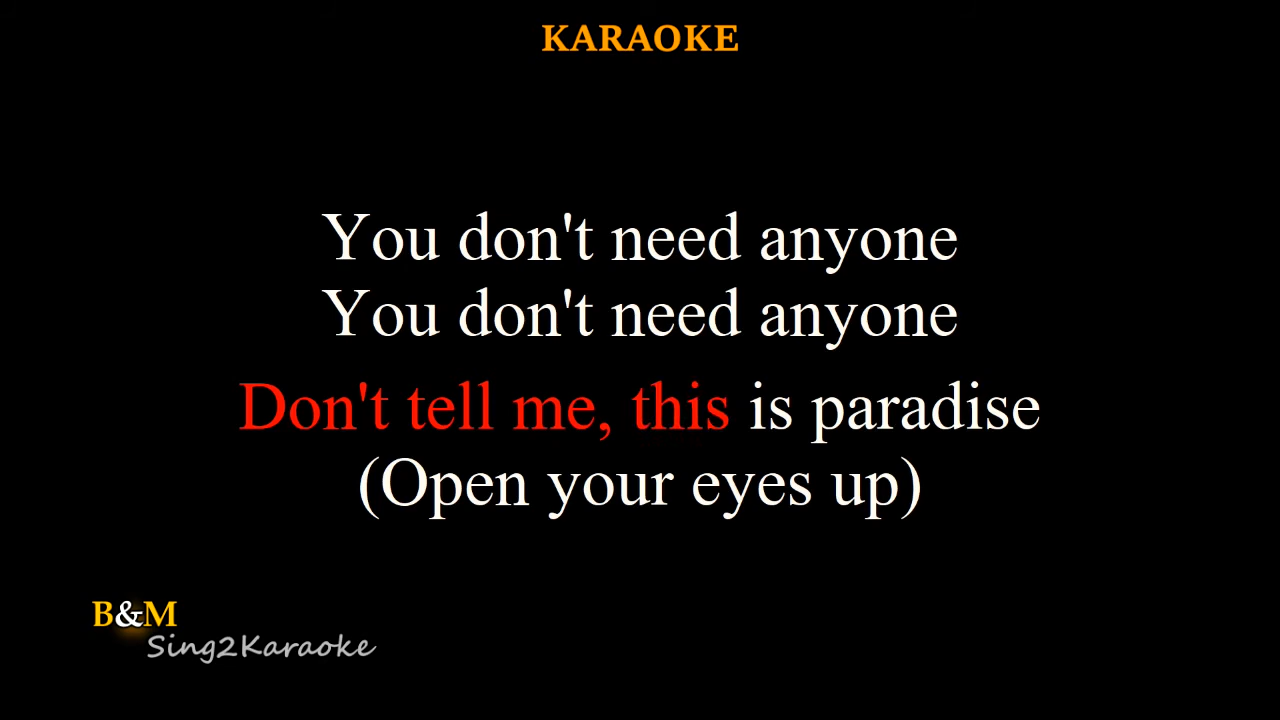 KARAOKE
You don't need anyone
You don't need anyone
Don't tell me, this is paradise
(Open your eyes up)
B&M
Sing2Karaoke